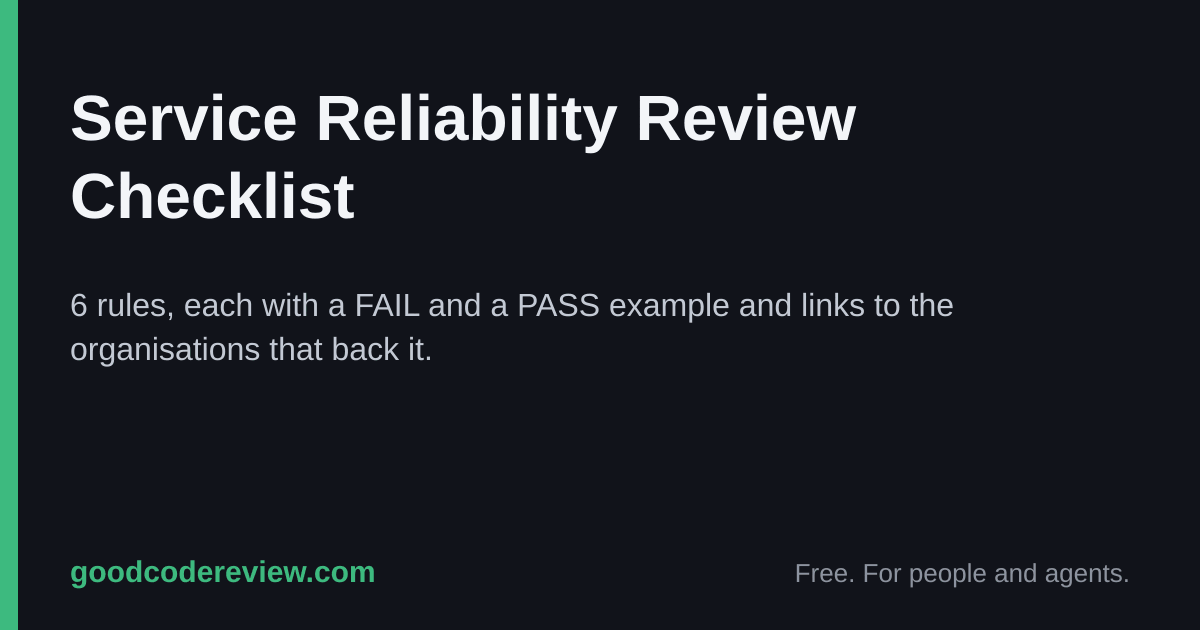 Service Reliability Review
Checklist
6 rules, each with a FAIL and a PASS example and links to the
organisations that back it.
goodcodereview.com
Free. For people and agents.